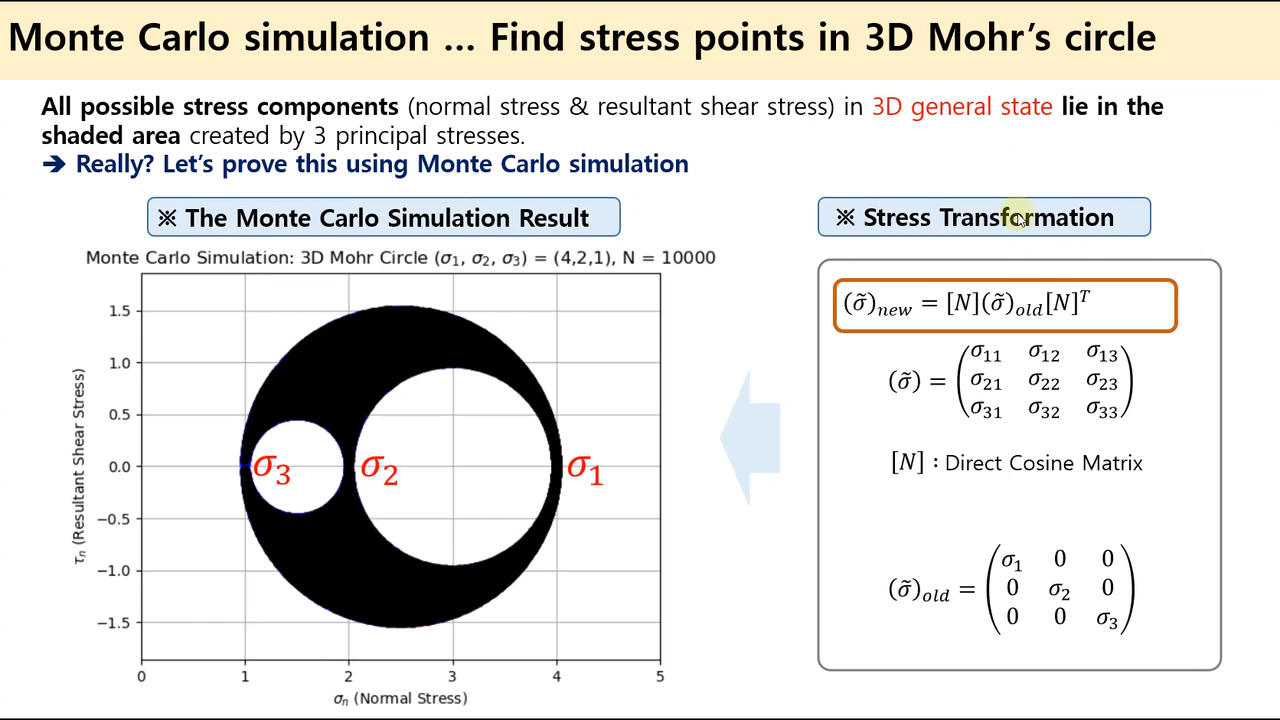 Monte Carlo simulation ... Find stress points in 3D Mohr's circle
All possible stress components (normal stress & resultant shear stress) in 3D general state lie in the
shaded area created by 3 principal stresses.
➔ Really? Let's prove this using Monte Carlo simulation
※ The Monte Carlo Simulation Result
Monte Carlo Simulation: 3D Mohr Circle (σ₁, σ₂, σ₃) = (4,2,1), N = 10000
τₙ (Resultant Shear Stress)
1.5
1.0
0.5
0.0
−0.5
−1.0
−1.5
σ₃ σ₂ σ₁
0 1 2 3 4 5
σₙ (Normal Stress)
※ Stress Transformation
(σ̃)new = [N](σ̃)old[N]ᵀ
(σ̃) = (σ₁₁ σ₁₂ σ₁₃
σ₂₁ σ₂₂ σ₂₃
σ₃₁ σ₃₂ σ₃₃)
[N] : Direct Cosine Matrix
(σ̃)old = (σ₁ 0 0
0 σ₂ 0
0 0 σ₃)